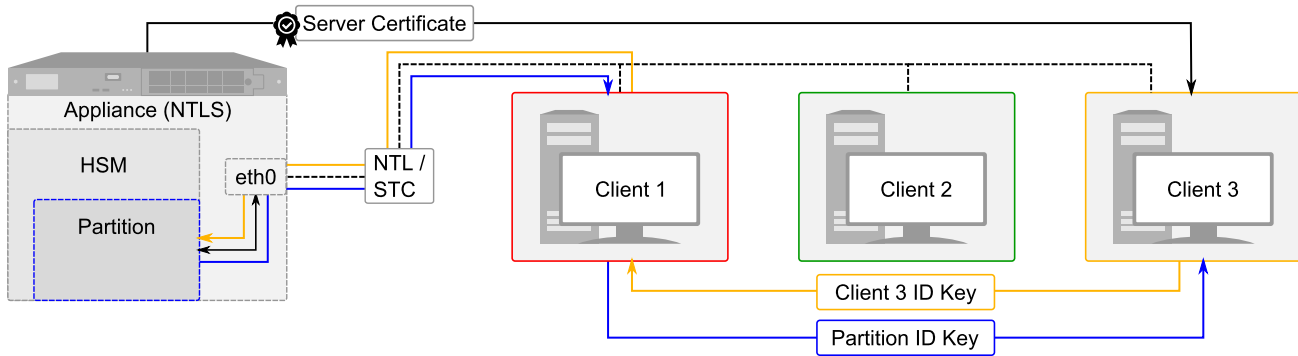 Server Certificate
Appliance (NTLS)
HSM
Partition
eth0
NTL /
STC
Client 1
Client 2
Client 3
Client 3 ID Key
Partition ID Key